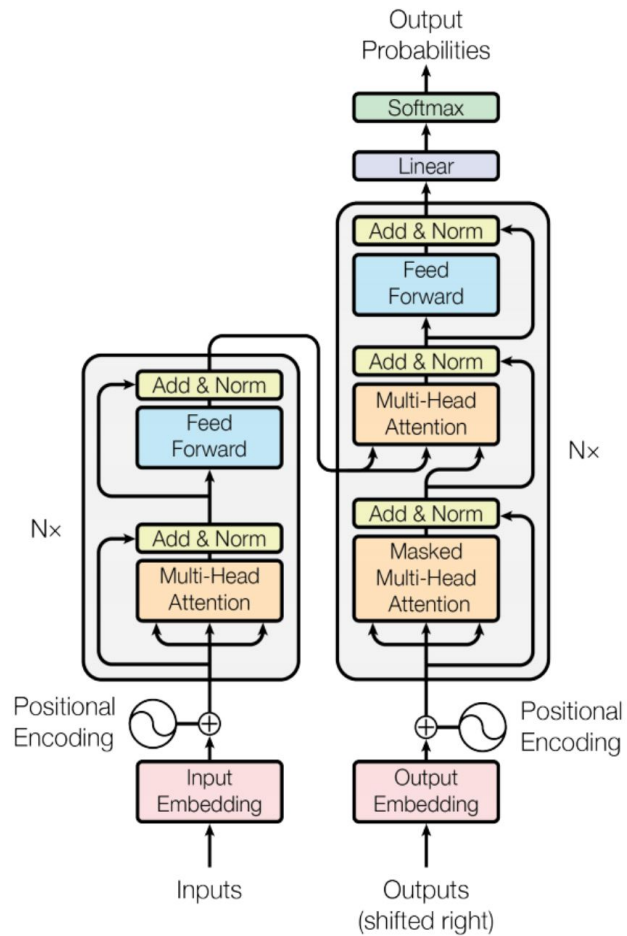 Output
Probabilities
Softmax
Linear
Add & Norm
Feed
Forward
Add & Norm
Multi-Head
Attention
Add & Norm
Masked
Multi-Head
Attention
Nx
Add & Norm
Feed
Forward
Add & Norm
Multi-Head
Attention
Nx
Positional
Encoding
Positional
Encoding
Input
Embedding
Output
Embedding
Inputs
Outputs
(shifted right)